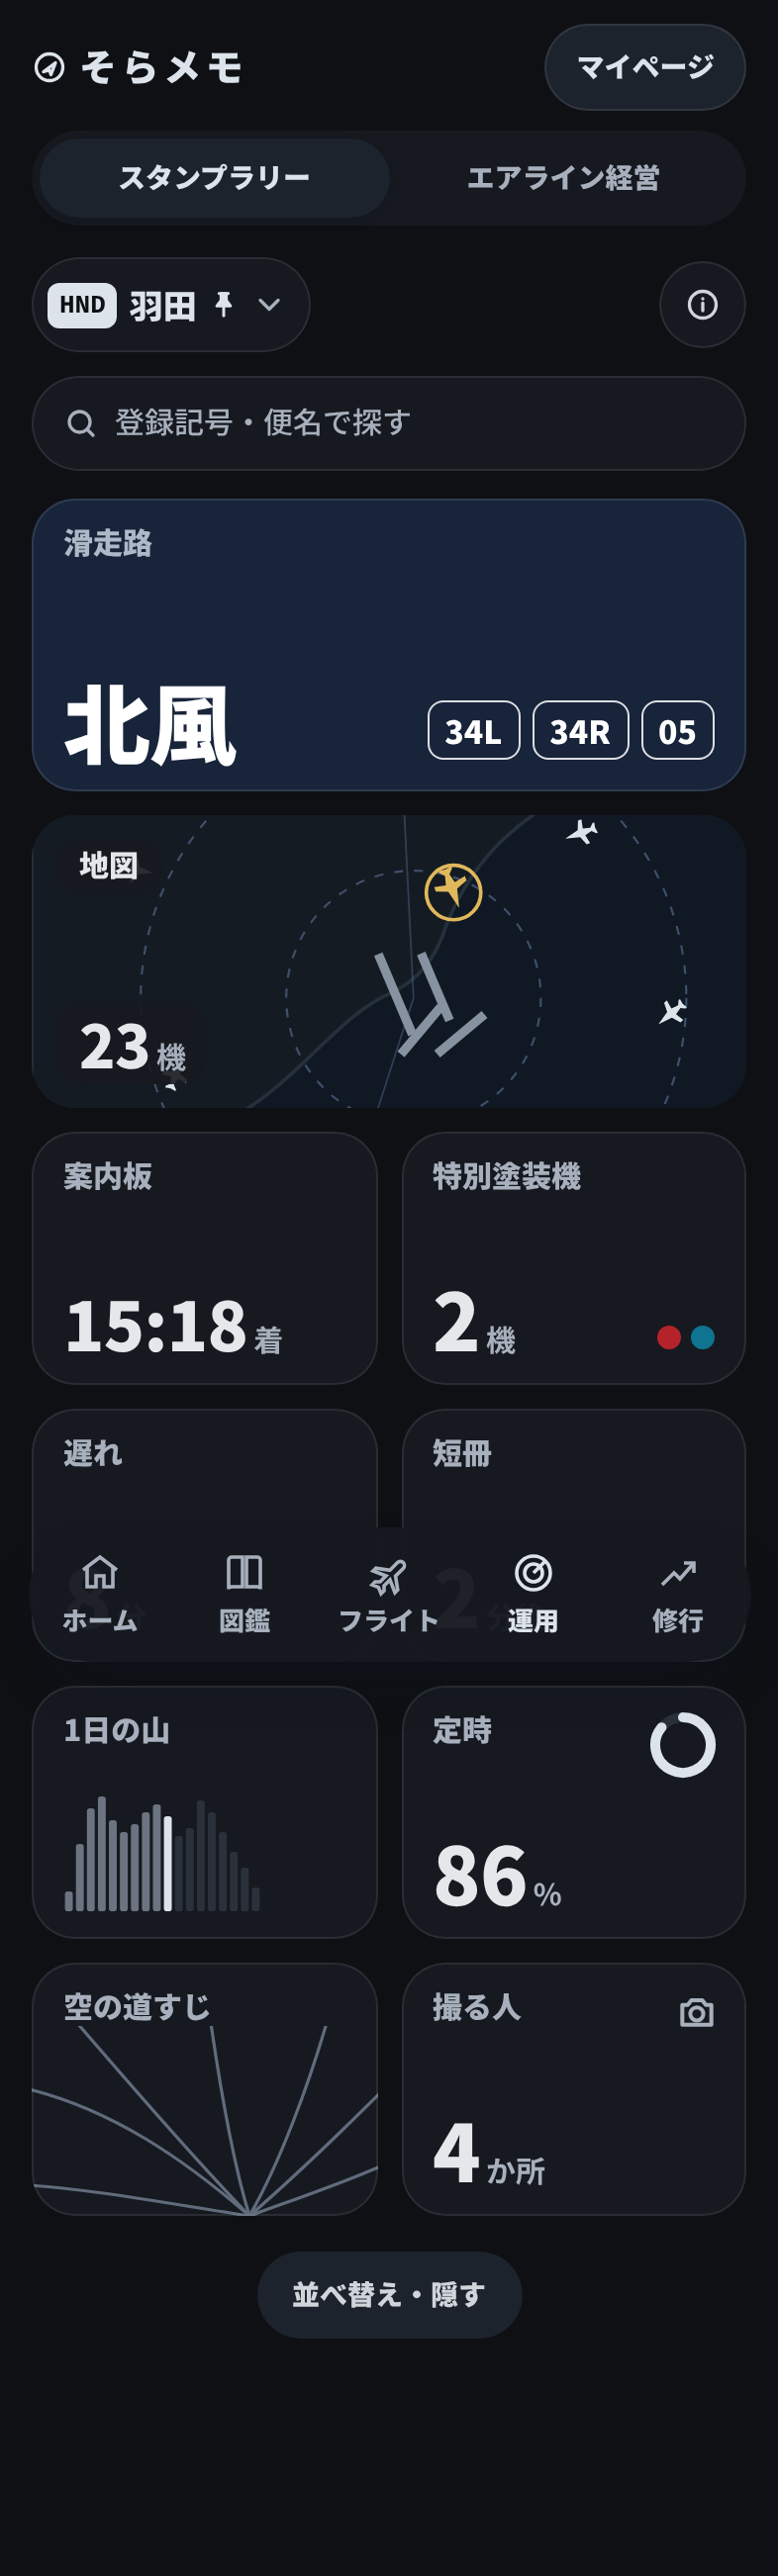 そらメモ
マイページ
スタンプラリー
エアライン経営
HND 羽田
登録記号・便名で探す
滑走路
北風
34L 34R 05
地図
23機
案内板
15:18着
特別塗装機
2機
遅れ
短冊
8分
2
ホーム
図鑑
フライト
運用
修行
1日の山
定時
86%
空の道すじ
撮る人
4か所
並べ替え・隠す